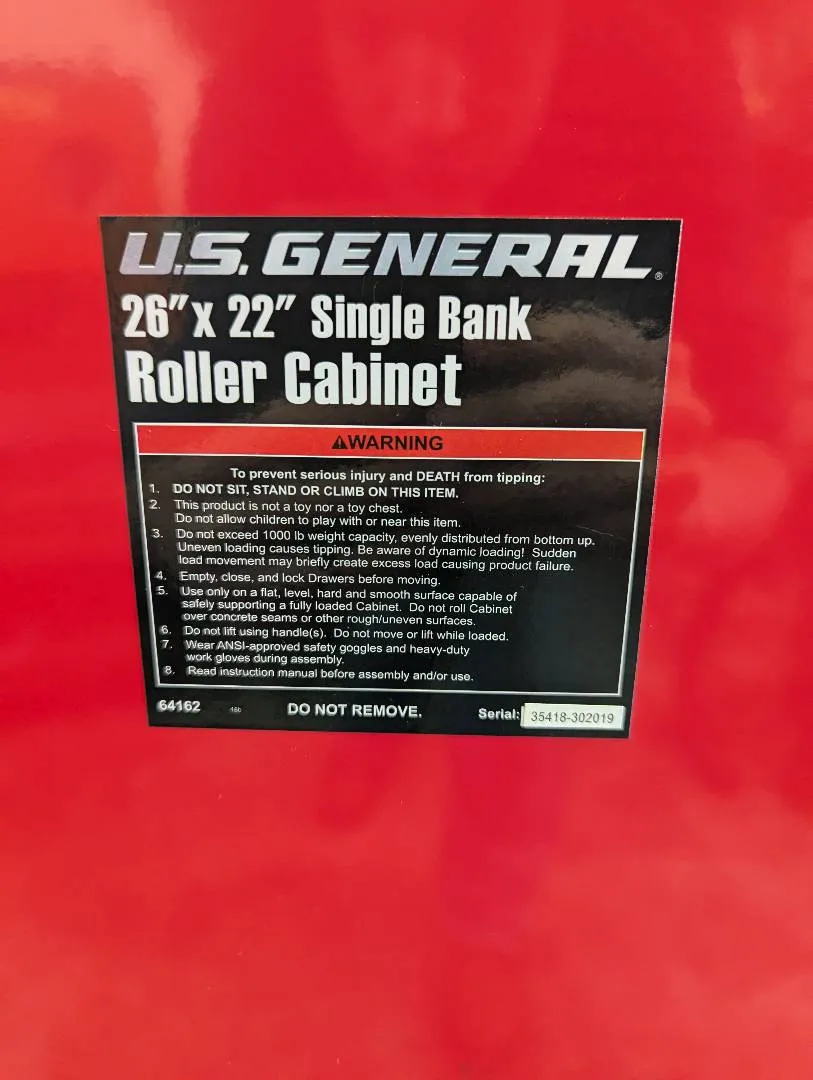 U.S. GENERAL®
26" x 22" Single Bank
Roller Cabinet
⚠WARNING
To prevent serious injury and DEATH from tipping:
1. DO NOT SIT, STAND OR CLIMB ON THIS ITEM.
2. This product is not a toy nor a toy chest.
Do not allow children to play with or near this item.
3. Do not exceed 1000 lb weight capacity, evenly distributed from bottom up.
Uneven loading causes tipping. Be aware of dynamic loading! Sudden
load movement may briefly create excess load causing product failure.
4. Empty, close, and lock Drawers before moving.
5. Use only on a flat, level, hard and smooth surface capable of
safely supporting a fully loaded Cabinet. Do not roll Cabinet
over concrete seams or other rough/uneven surfaces.
6. Do not lift using handle(s). Do not move or lift while loaded.
7. Wear ANSI-approved safety goggles and heavy-duty
work gloves during assembly.
8. Read instruction manual before assembly and/or use.
64162 DO NOT REMOVE. Serial: 35418-302019